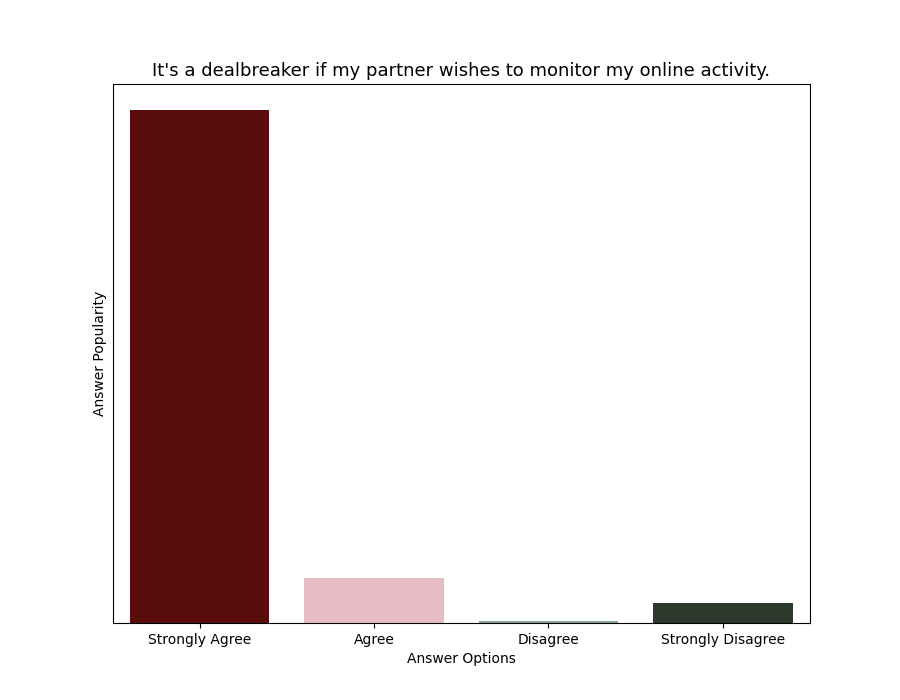 It's a dealbreaker if my partner wishes to monitor my online activity.
Answer Popularity
Strongly Agree
Agree
Disagree
Strongly Disagree
Answer Options